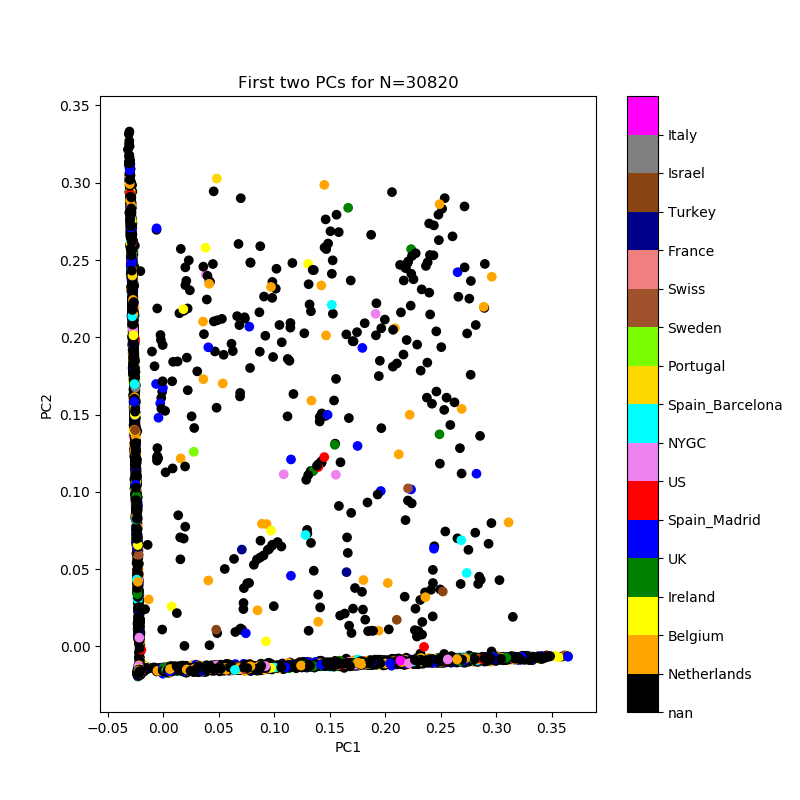 First two PCs for N=30820
PC2
0.35
0.30
0.25
0.20
0.15
0.10
0.05
0.00
−0.05
0.00
0.05
0.10
0.15
0.20
0.25
0.30
0.35
PC1
Italy
Israel
Turkey
France
Swiss
Sweden
Portugal
Spain_Barcelona
NYGC
US
Spain_Madrid
UK
Ireland
Belgium
Netherlands
nan